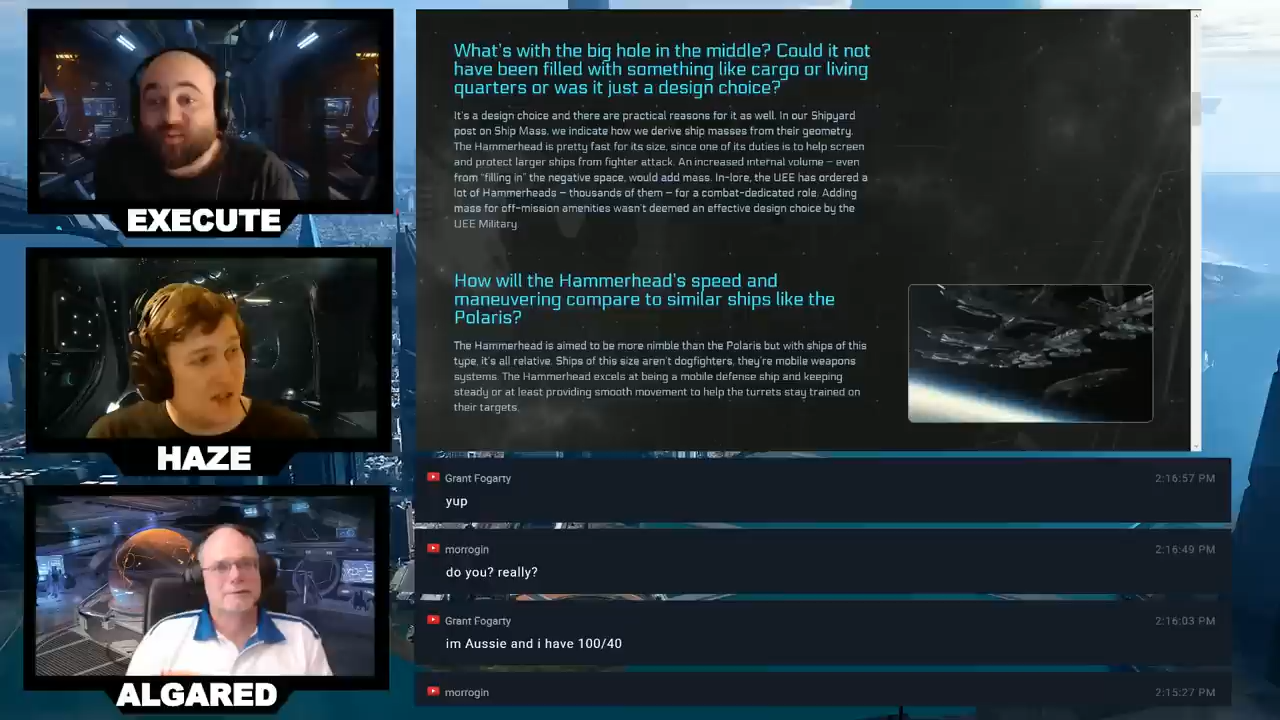 EXECUTE
HAZE
ALGARED
What's with the big hole in the middle? Could it not
have been filled with something like cargo or living
quarters or was it just a design choice?
It's a design choice and there are practical reasons for it as well. In our Shipyard
post on Ship Mass, we indicate how we derive ship masses from their geometry.
The Hammerhead is pretty fast for its size, since one of its duties is to help screen
and protect larger ships from fighter attack. An increased internal volume – even
from "filling in" the negative space, would add mass. In-lore, the UEE has ordered a
lot of Hammerheads – thousands of them – for a combat-dedicated role. Adding
mass for off-mission amenities wasn't deemed an effective design choice by the
UEE Military
How will the Hammerhead's speed and
maneuvering compare to similar ships like the
Polaris?
The Hammerhead is aimed to be more nimble than the Polaris but with ships of this
type, it's all relative. Ships of this size aren't dogfighters, they're mobile weapons
systems. The Hammerhead excels at being a mobile defense ship and keeping
steady or at least providing smooth movement to help the turrets stay trained on
their targets.
Grant Fogarty 2:16:57 PM
yup
morrogin 2:16:49 PM
do you? really?
Grant Fogarty 2:16:03 PM
im Aussie and i have 100/40
morrogin 2:15:27 PM